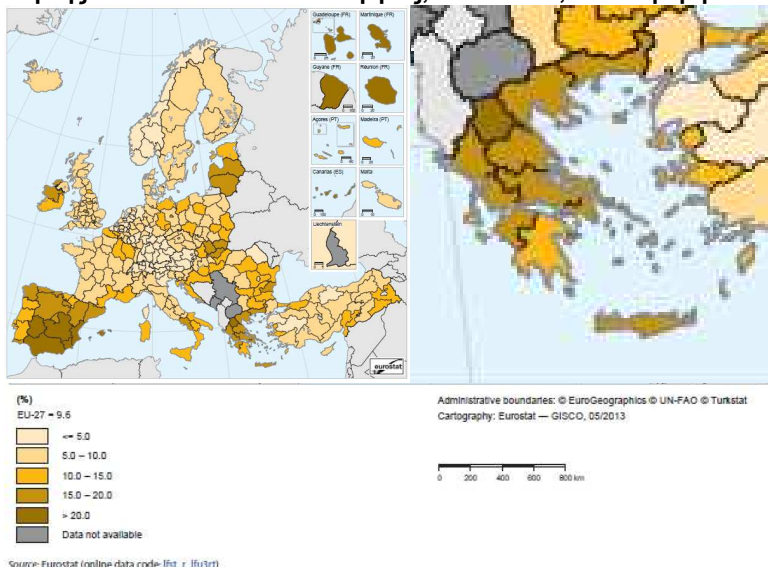 Guadeloupe (FR)
Martinique (FR)
Guyane (FR)
Réunion (FR)
Açores (PT)
Madeira (PT)
Canarias (ES)
Malta
Liechtenstein
eurostat
(%)
EU-27 = 9.6
<= 5.0
5.0 – 10.0
10.0 – 15.0
15.0 – 20.0
> 20.0
Data not available
Administrative boundaries: © EuroGeographics © UN-FAO © Turkstat
Cartography: Eurostat — GISCO, 05/2013
0 200 400 600 800 km
Source: Eurostat (online data code: lfst_r_lfu3rt)